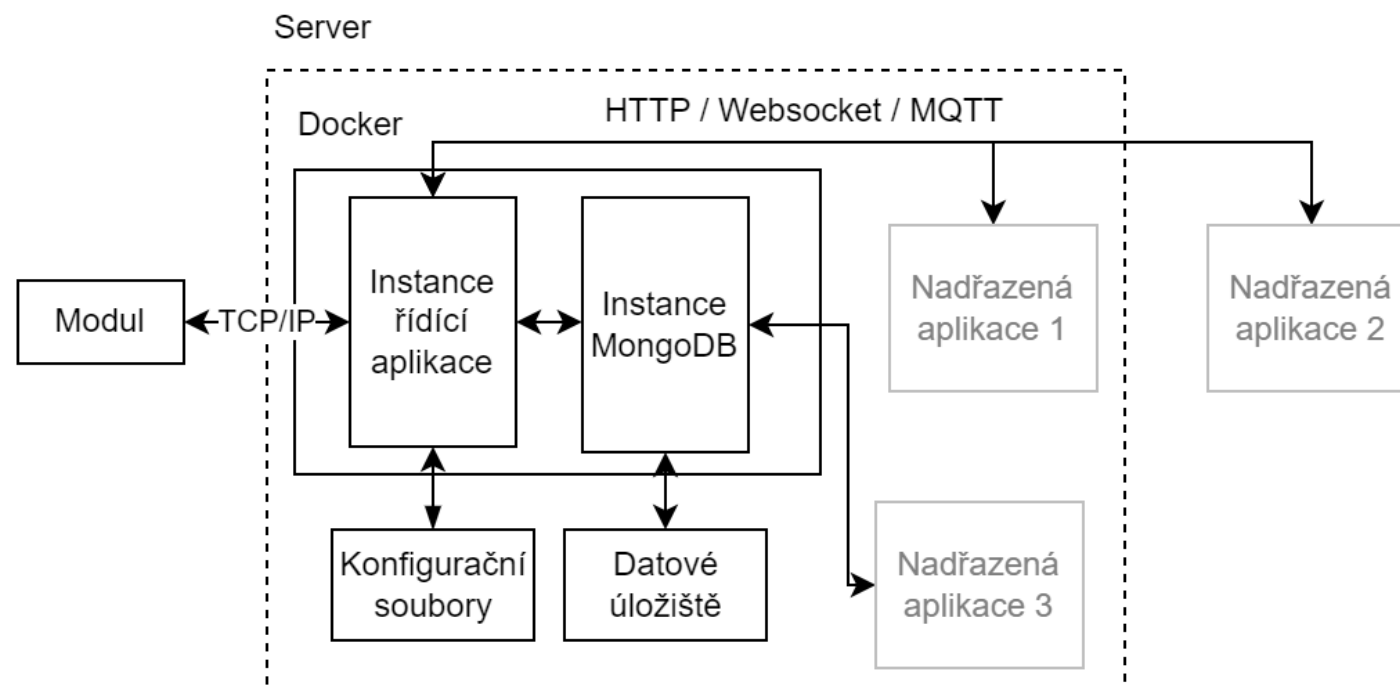 Server
Docker
HTTP / Websocket / MQTT
Modul
TCP/IP
Instance
řídící
aplikace
Instance
MongoDB
Nadřazená
aplikace 1
Nadřazená
aplikace 2
Konfigurační
soubory
Datové
úložiště
Nadřazená
aplikace 3